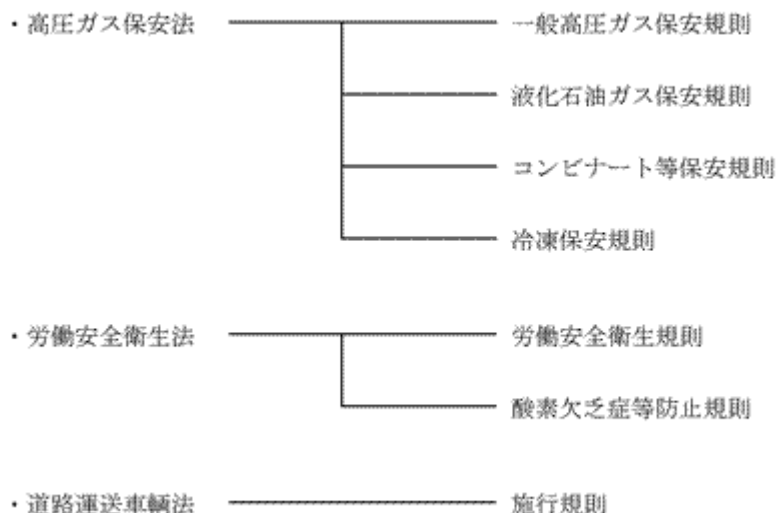 ・高圧ガス保安法 一般高圧ガス保安規則
液化石油ガス保安規則
コンビナート等保安規則
冷凍保安規則
・労働安全衛生法 労働安全衛生規則
酸素欠乏症等防止規則
・道路運送車輌法 施行規則